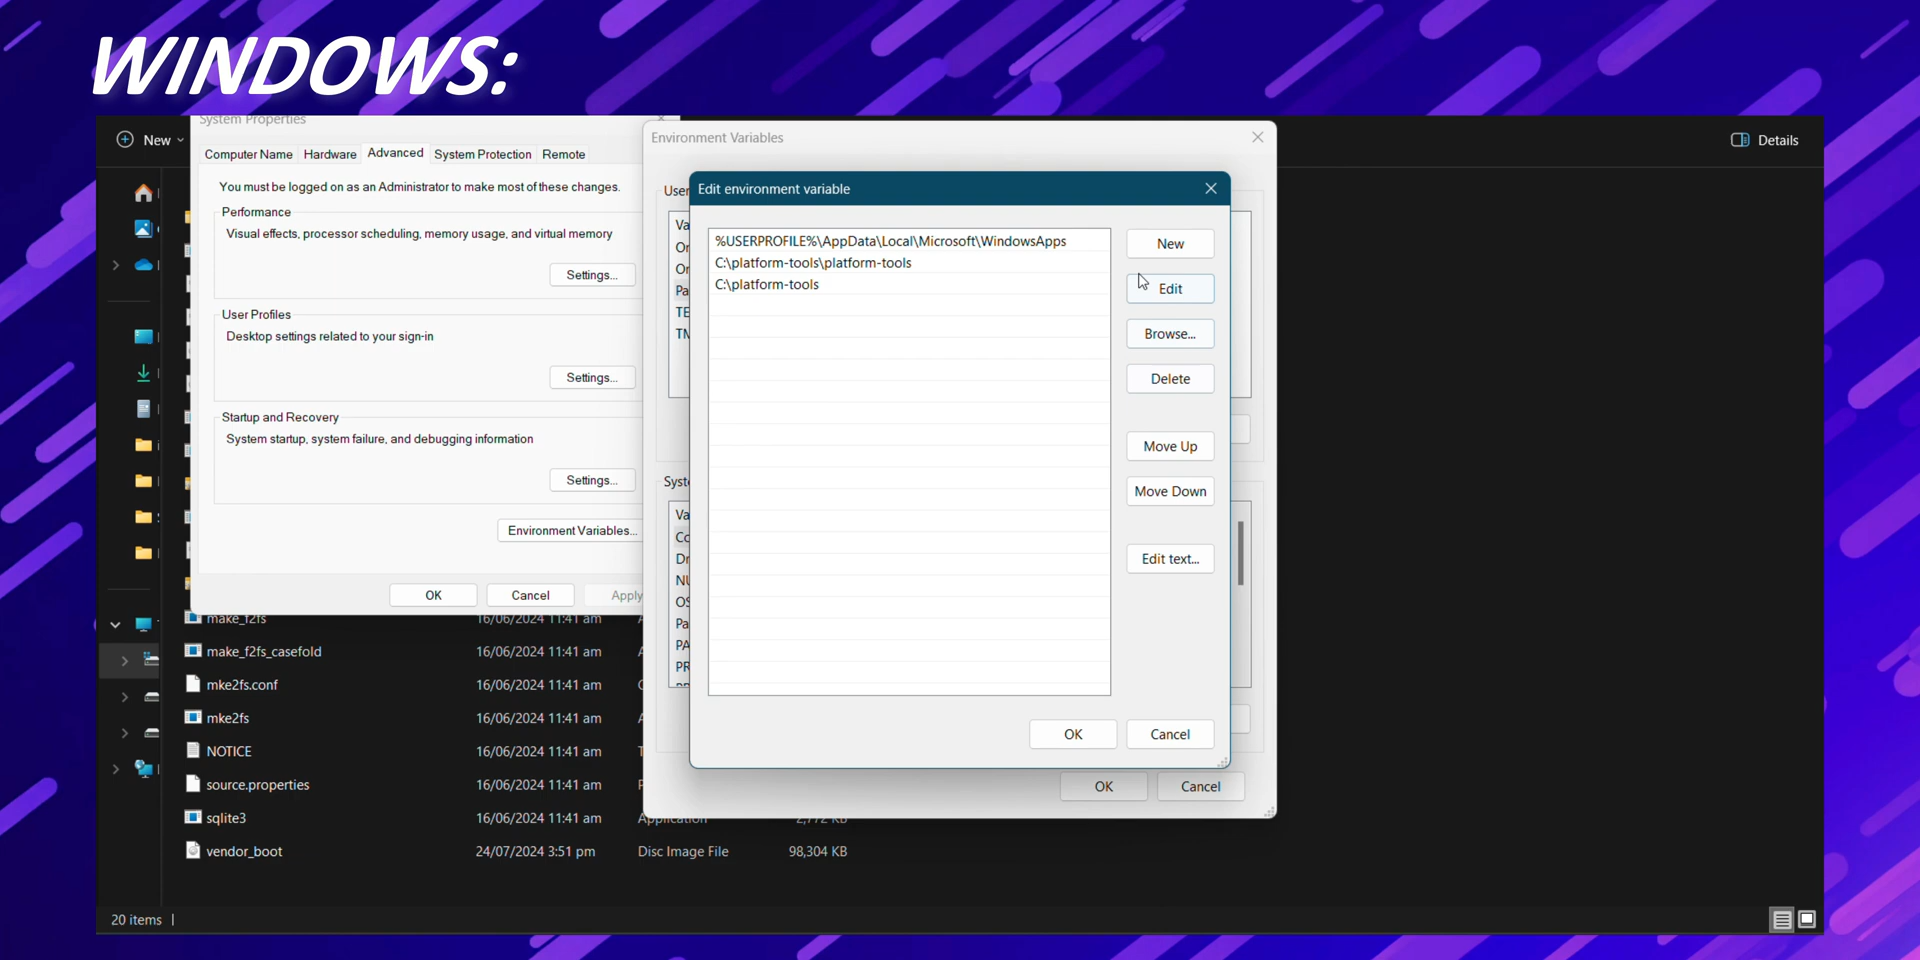 WINDOWS:
System Properties
New
Details
Computer Name
Hardware
Advanced
System Protection
Remote
You must be logged on as an Administrator to make most of these changes.
Performance
Visual effects, processor scheduling, memory usage, and virtual memory
Settings...
User Profiles
Desktop settings related to your sign-in
Settings...
Startup and Recovery
System startup, system failure, and debugging information
Settings...
Environment Variables...
OK
Cancel
Apply
Environment Variables
User
Edit environment variable
%USERPROFILE%\AppData\Local\Microsoft\WindowsApps
C:\platform-tools\platform-tools
C:\platform-tools
New
Edit
Browse...
Delete
Move Up
Move Down
Edit text...
OK
Cancel
OK
Cancel
make_f2fs 16/06/2024 11:41 am
make_f2fs_casefold 16/06/2024 11:41 am
mke2fs.conf 16/06/2024 11:41 am
mke2fs 16/06/2024 11:41 am
NOTICE 16/06/2024 11:41 am
source.properties 16/06/2024 11:41 am
sqlite3 16/06/2024 11:41 am Application 2,772 KB
vendor_boot 24/07/2024 3:51 pm Disc Image File 98,304 KB
20 items